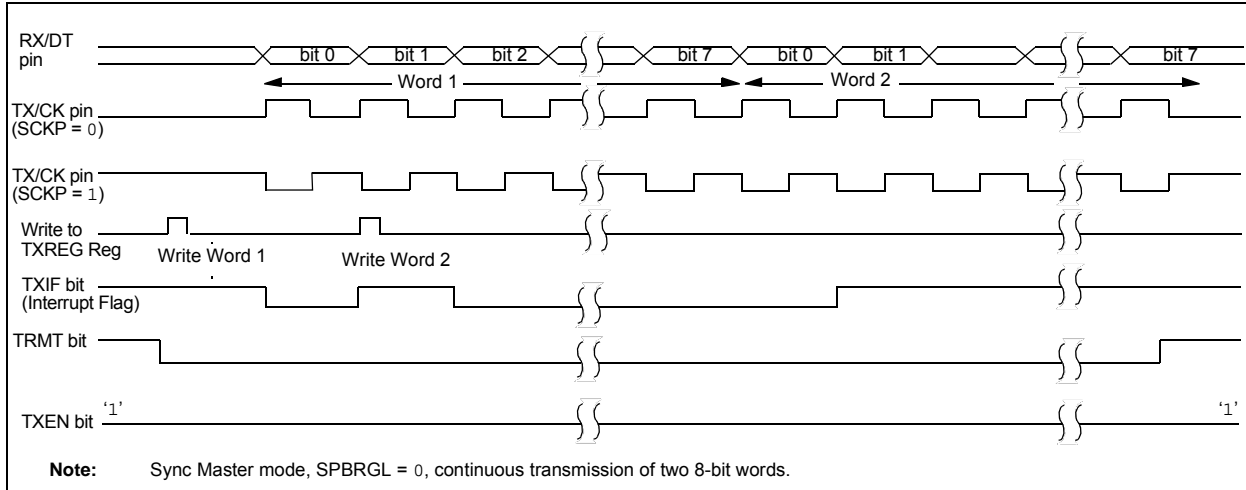 RX/DT
pin
bit 0 bit 1 bit 2 bit 7 bit 0 bit 1 bit 7
Word 1 Word 2
TX/CK pin
(SCKP = 0)
TX/CK pin
(SCKP = 1)
Write to
TXREG Reg
Write Word 1 Write Word 2
TXIF bit
(Interrupt Flag)
TRMT bit
TXEN bit ‘1’ ‘1’
Note: Sync Master mode, SPBRGL = 0, continuous transmission of two 8-bit words.